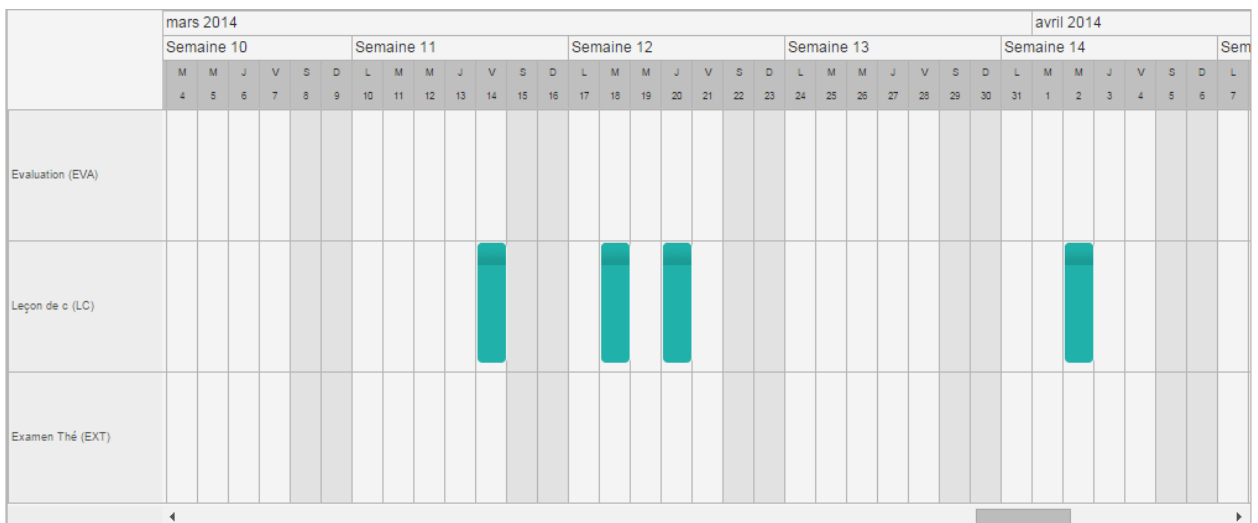 mars 2014 avril 2014
Semaine 10 Semaine 11 Semaine 12 Semaine 13 Semaine 14 Sem
M M J V S D L M M J V S D L M M J V S D L M M J V S D L M M J V S D L
4 5 6 7 8 9 10 11 12 13 14 15 16 17 18 19 20 21 22 23 24 25 26 27 28 29 30 31 1 2 3 4 5 6 7
Evaluation (EVA)
Leçon de c (LC)
Examen Thé (EXT)